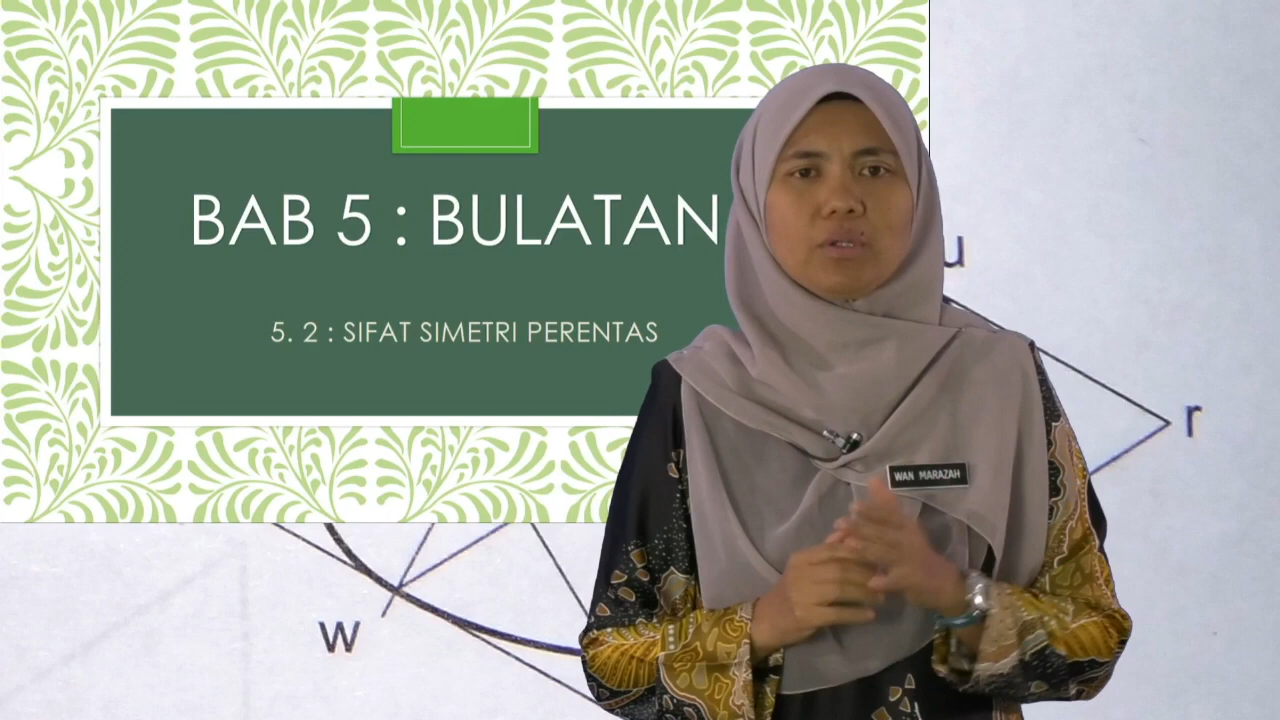 BAB 5 : BULATAN
5. 2 : SIFAT SIMETRI PERENTAS
u
r
WAN MARAZAH
w